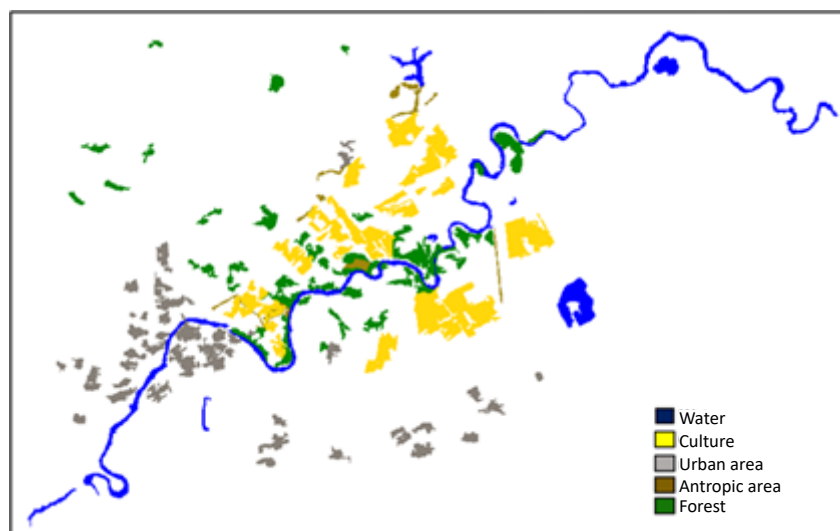 Water
Culture
Urban area
Antropic area
Forest